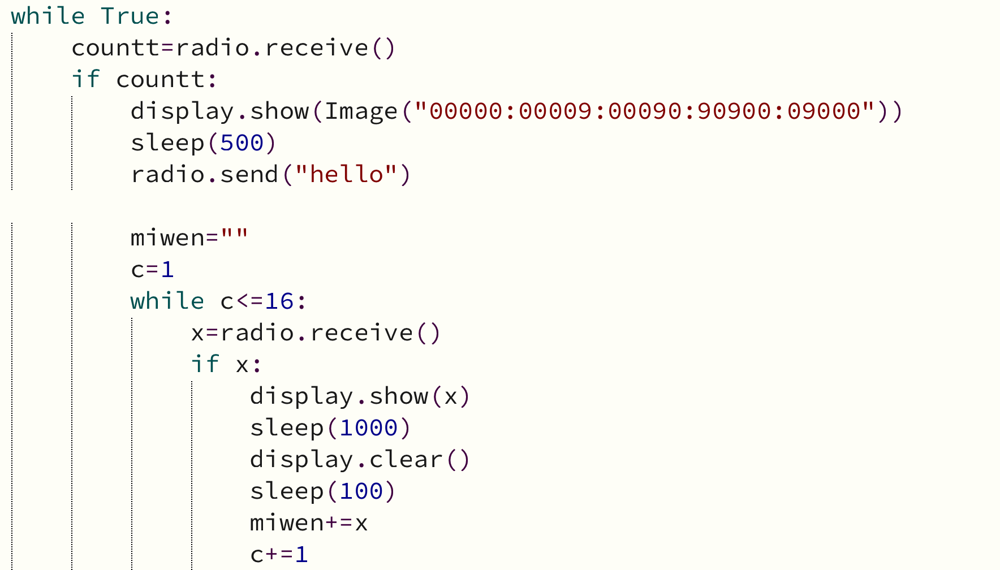 while True:
countt=radio.receive()
if countt:
display.show(Image("00000:00009:00090:90900:09000"))
sleep(500)
radio.send("hello")
miwen=""
c=1
while c<=16:
x=radio.receive()
if x:
display.show(x)
sleep(1000)
display.clear()
sleep(100)
miwen+=x
c+=1